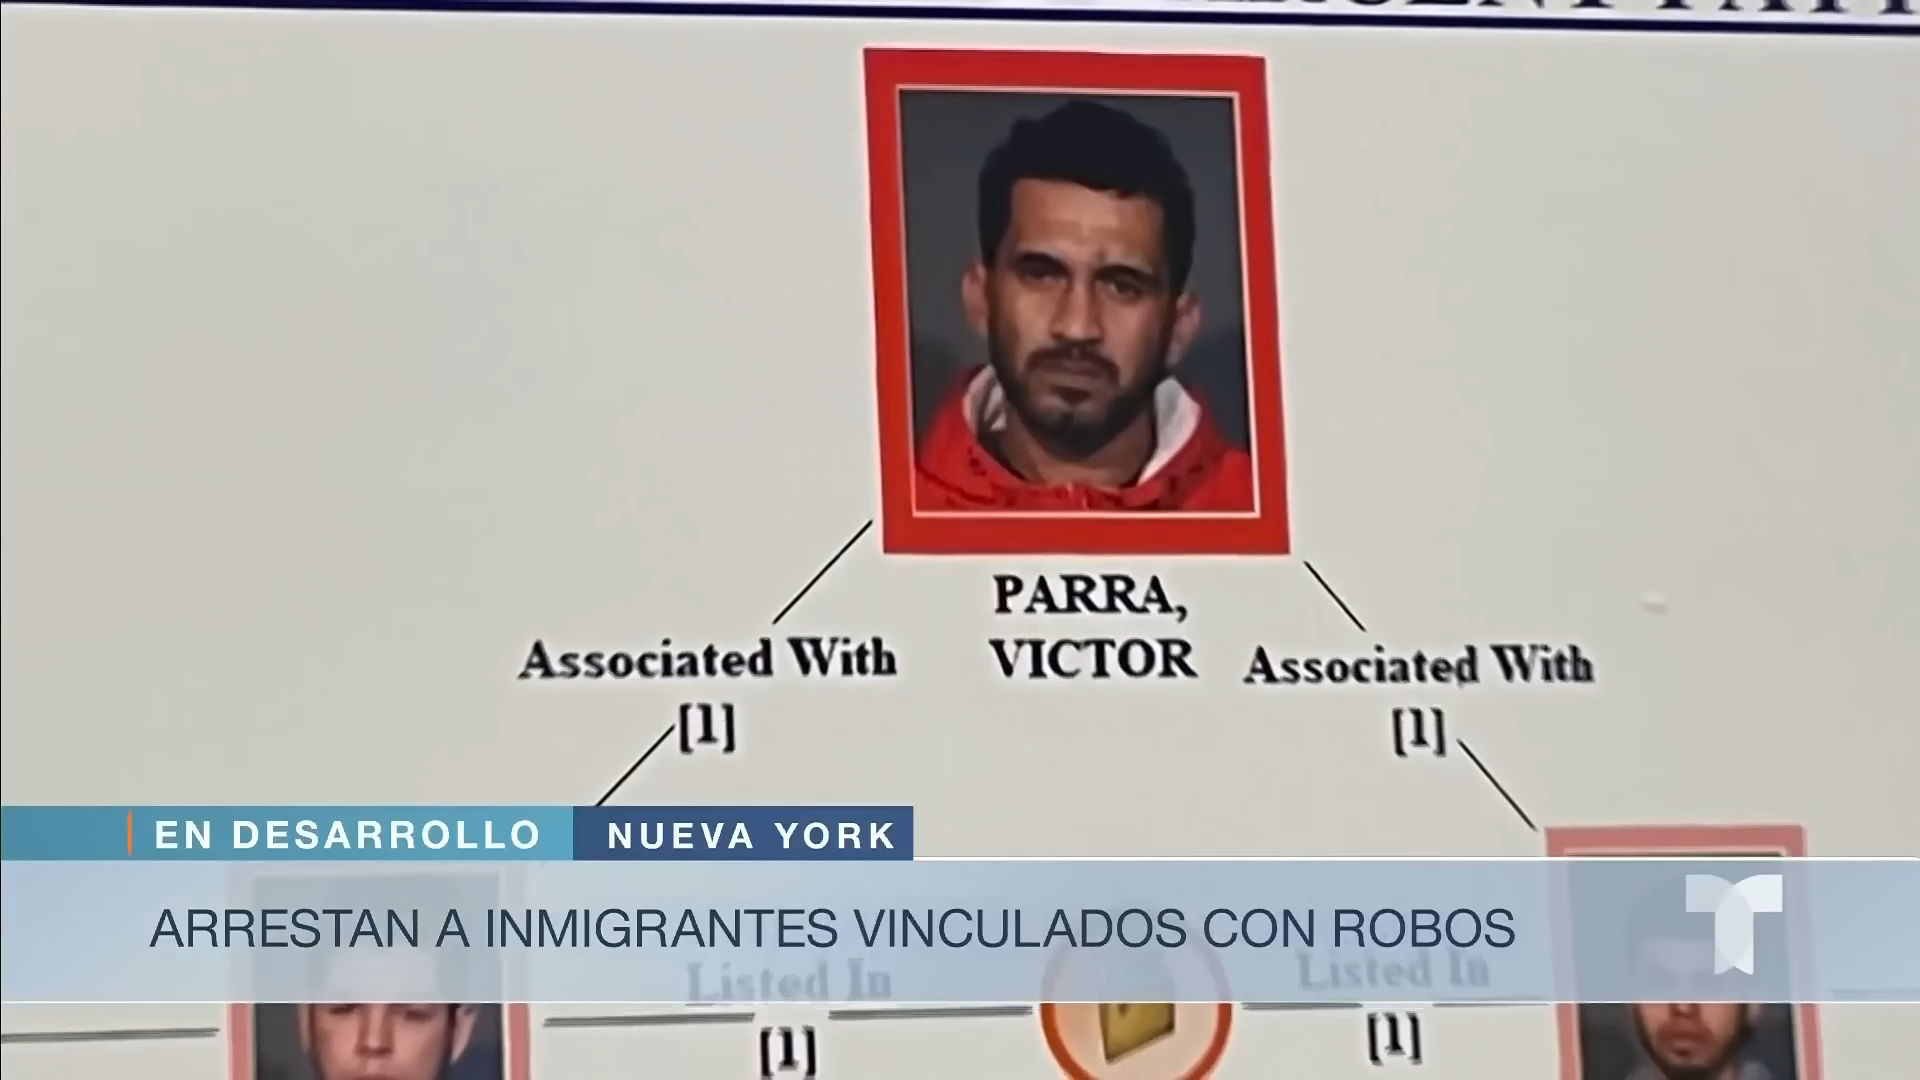 PARRA,
VICTOR
Associated With
[1]
Associated With
[1]
EN DESARROLLO
NUEVA YORK
ARRESTAN A INMIGRANTES VINCULADOS CON ROBOS
Listed In
[1]
Listed In
[1]